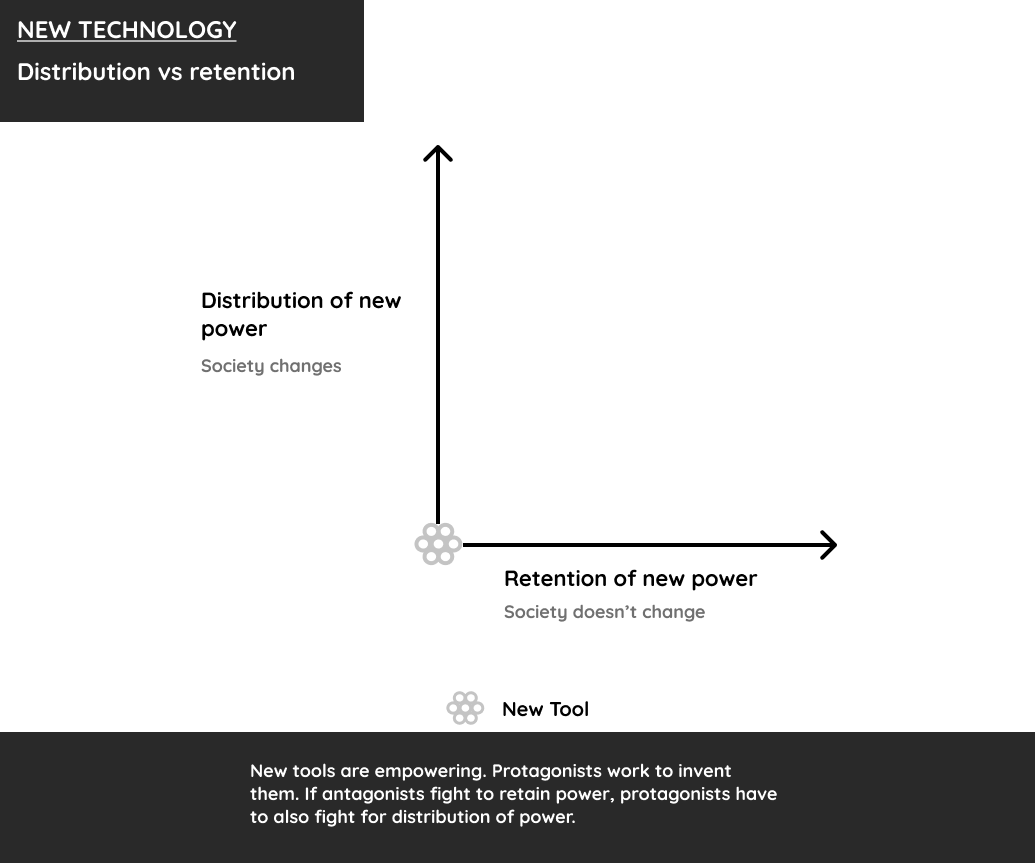 NEW TECHNOLOGY
Distribution vs retention
Distribution of new
power
Society changes
Retention of new power
Society doesn’t change
New Tool
New tools are empowering. Protagonists work to invent
them. If antagonists fight to retain power, protagonists have
to also fight for distribution of power.